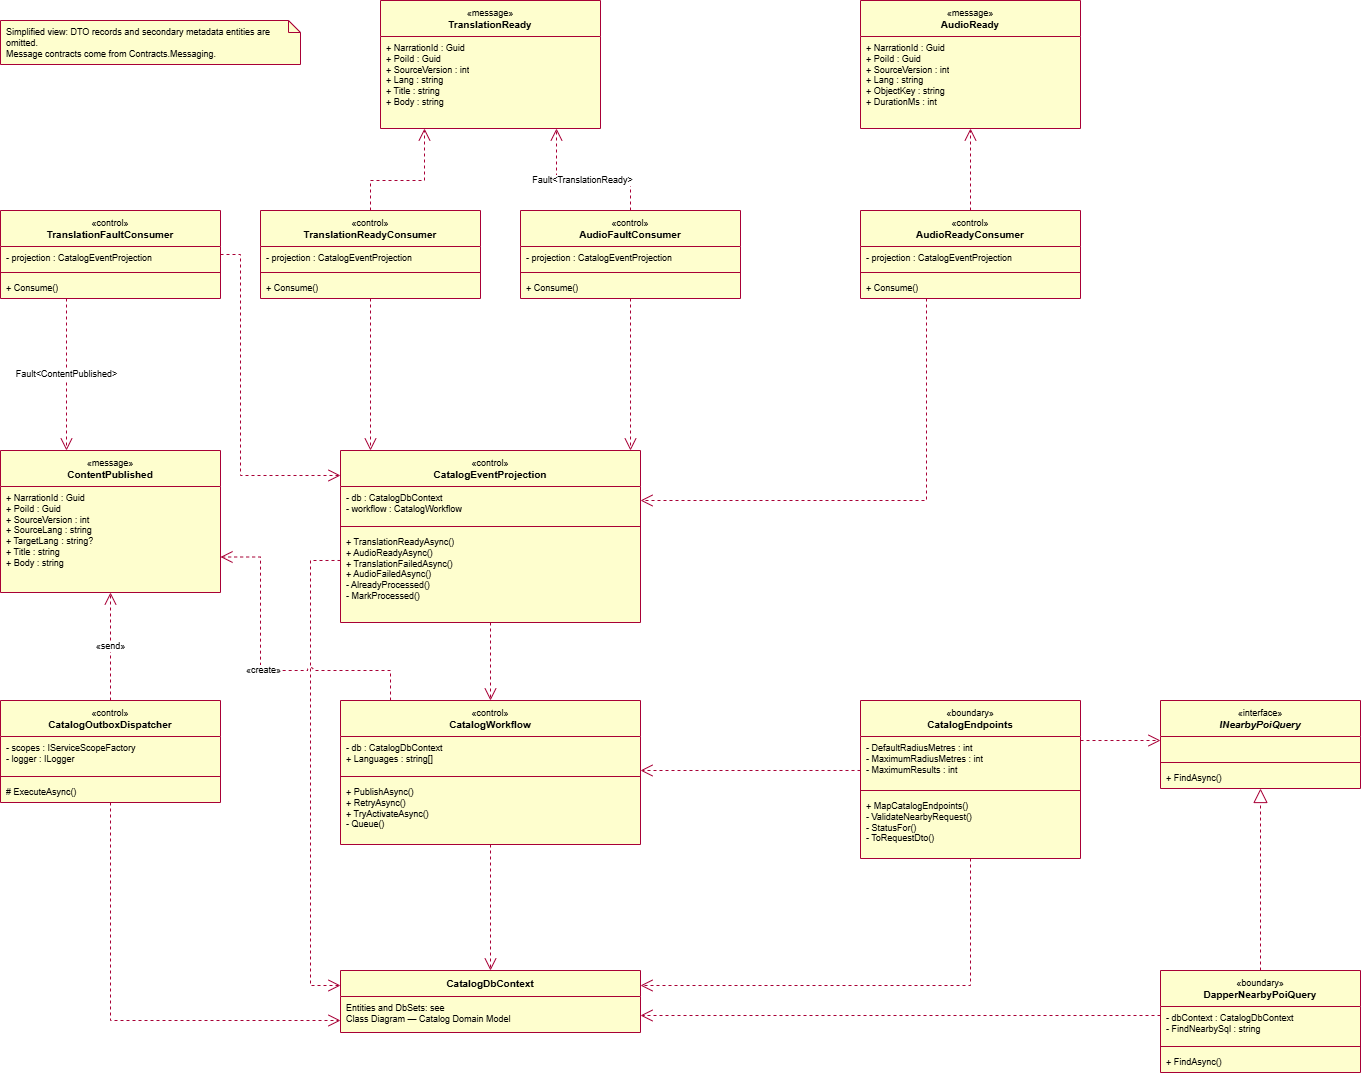 Simplified view: DTO records and secondary metadata entities are
omitted.
Message contracts come from Contracts.Messaging.
«message»
TranslationReady
+ NarrationId : Guid
+ PoiId : Guid
+ SourceVersion : int
+ Lang : string
+ Title : string
+ Body : string
«message»
AudioReady
+ NarrationId : Guid
+ PoiId : Guid
+ SourceVersion : int
+ Lang : string
+ ObjectKey : string
+ DurationMs : int
Fault<TranslationReady>
«control»
TranslationFaultConsumer
- projection : CatalogEventProjection
+ Consume()
«control»
TranslationReadyConsumer
- projection : CatalogEventProjection
+ Consume()
«control»
AudioFaultConsumer
- projection : CatalogEventProjection
+ Consume()
«control»
AudioReadyConsumer
- projection : CatalogEventProjection
+ Consume()
Fault<ContentPublished>
«message»
ContentPublished
+ NarrationId : Guid
+ PoiId : Guid
+ SourceVersion : int
+ SourceLang : string
+ TargetLang : string?
+ Title : string
+ Body : string
«control»
CatalogEventProjection
- db : CatalogDbContext
- workflow : CatalogWorkflow
+ TranslationReadyAsync()
+ AudioReadyAsync()
+ TranslationFailedAsync()
+ AudioFailedAsync()
- AlreadyProcessed()
- MarkProcessed()
«send»
«create»
«control»
CatalogOutboxDispatcher
- scopes : IServiceScopeFactory
- logger : ILogger
# ExecuteAsync()
«control»
CatalogWorkflow
- db : CatalogDbContext
+ Languages : string[]
+ PublishAsync()
+ RetryAsync()
+ TryActivateAsync()
- Queue()
«boundary»
CatalogEndpoints
- DefaultRadiusMetres : int
- MaximumRadiusMetres : int
- MaximumResults : int
+ MapCatalogEndpoints()
- ValidateNearbyRequest()
- StatusFor()
- ToRequestDto()
«interface»
INearbyPoiQuery
+ FindAsync()
CatalogDbContext
Entities and DbSets: see
Class Diagram — Catalog Domain Model
«boundary»
DapperNearbyPoiQuery
- dbContext : CatalogDbContext
- FindNearbySql : string
+ FindAsync()